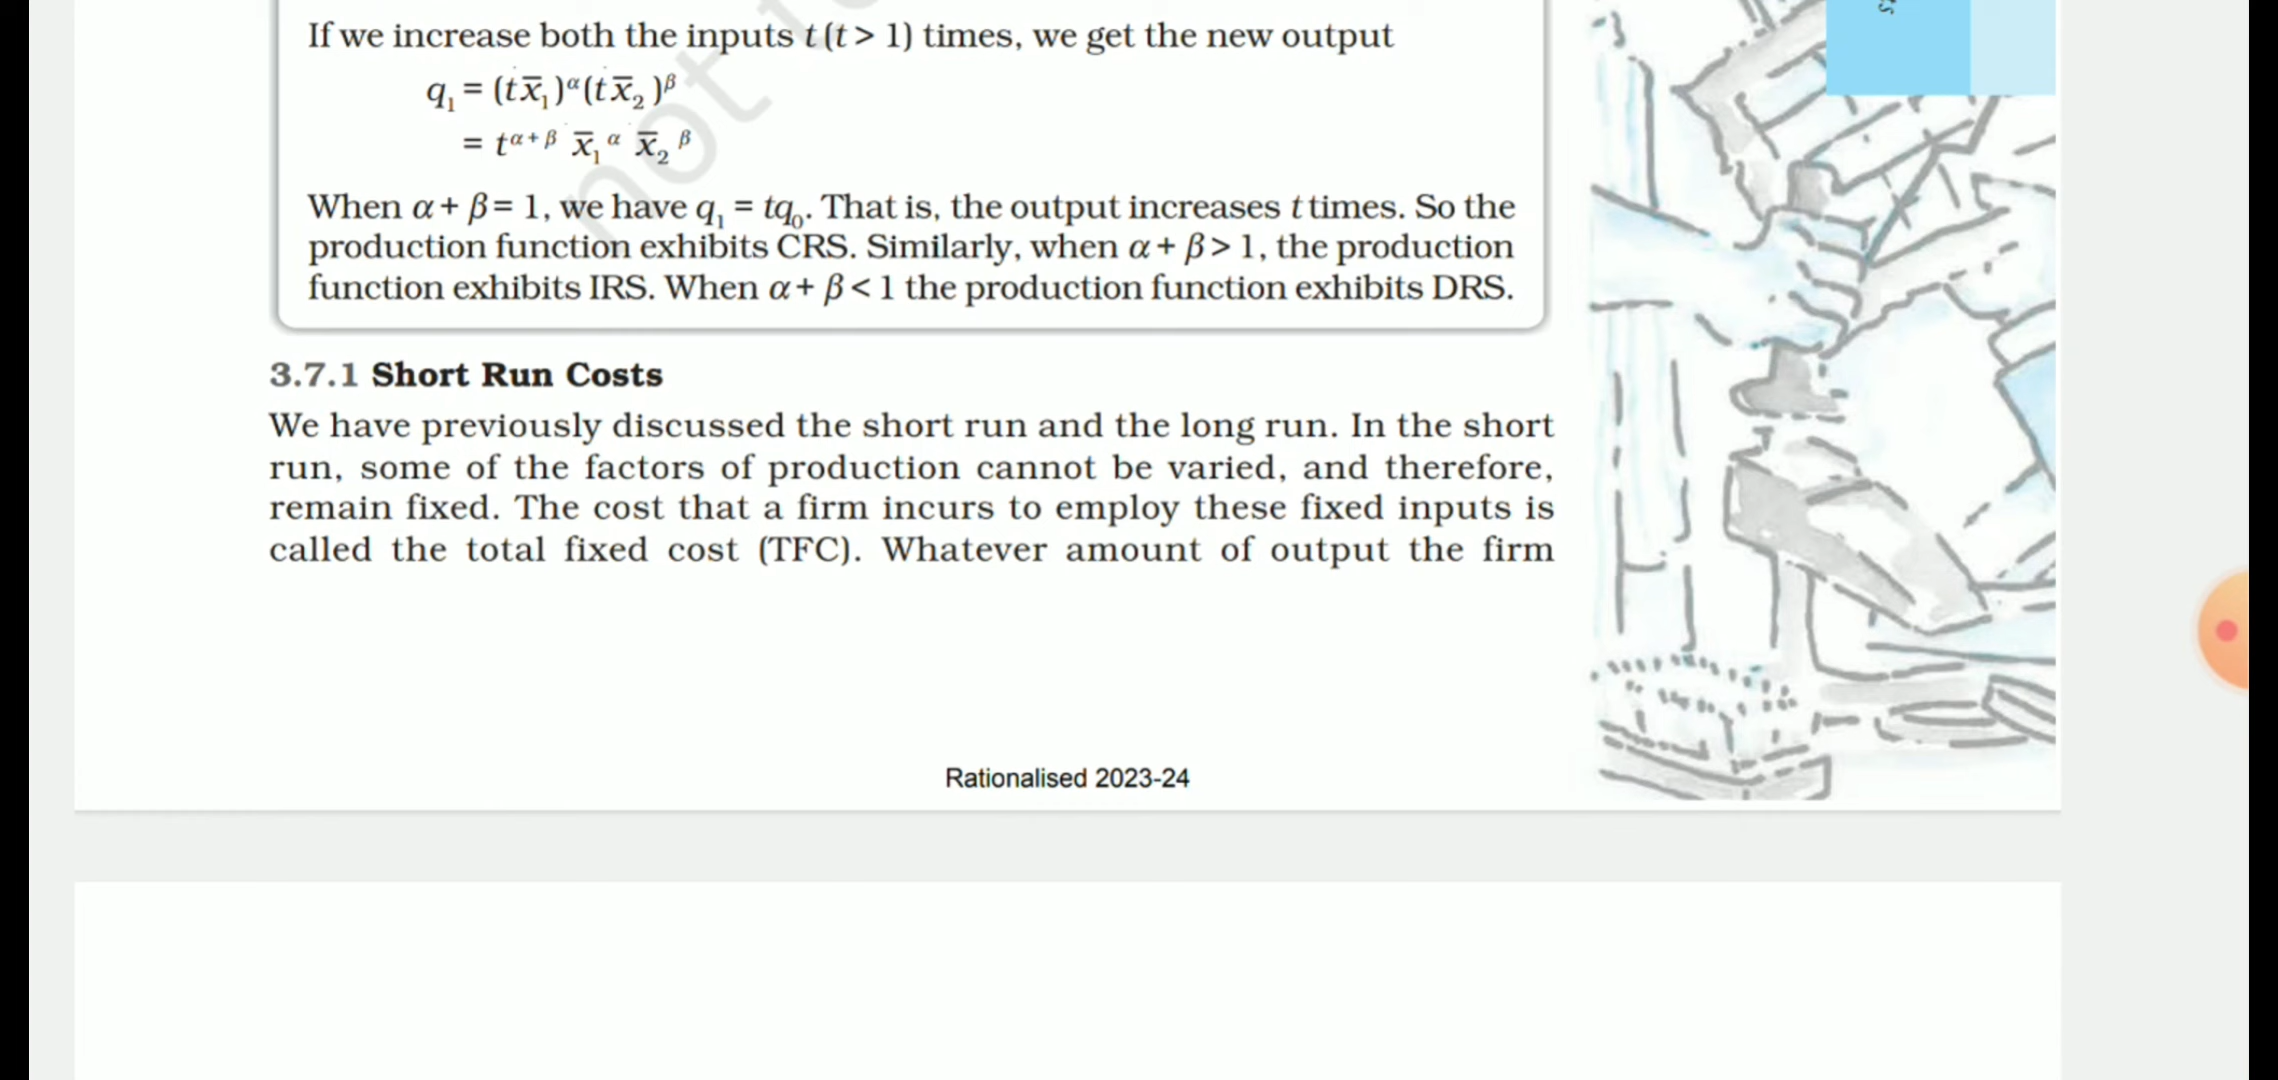 If we increase both the inputs t (t > 1) times, we get the new output
q₁ = (tx̅₁)ᵅ(tx̅₂)ᵝ
= tᵅ⁺ᵝ x̅₁ᵅ x̅₂ᵝ
When α + β = 1, we have q₁ = tq₀. That is, the output increases t times. So the
production function exhibits CRS. Similarly, when α + β > 1, the production
function exhibits IRS. When α + β < 1 the production function exhibits DRS.
3.7.1 Short Run Costs
We have previously discussed the short run and the long run. In the short
run, some of the factors of production cannot be varied, and therefore,
remain fixed. The cost that a firm incurs to employ these fixed inputs is
called the total fixed cost (TFC). Whatever amount of output the firm
Rationalised 2023-24
not